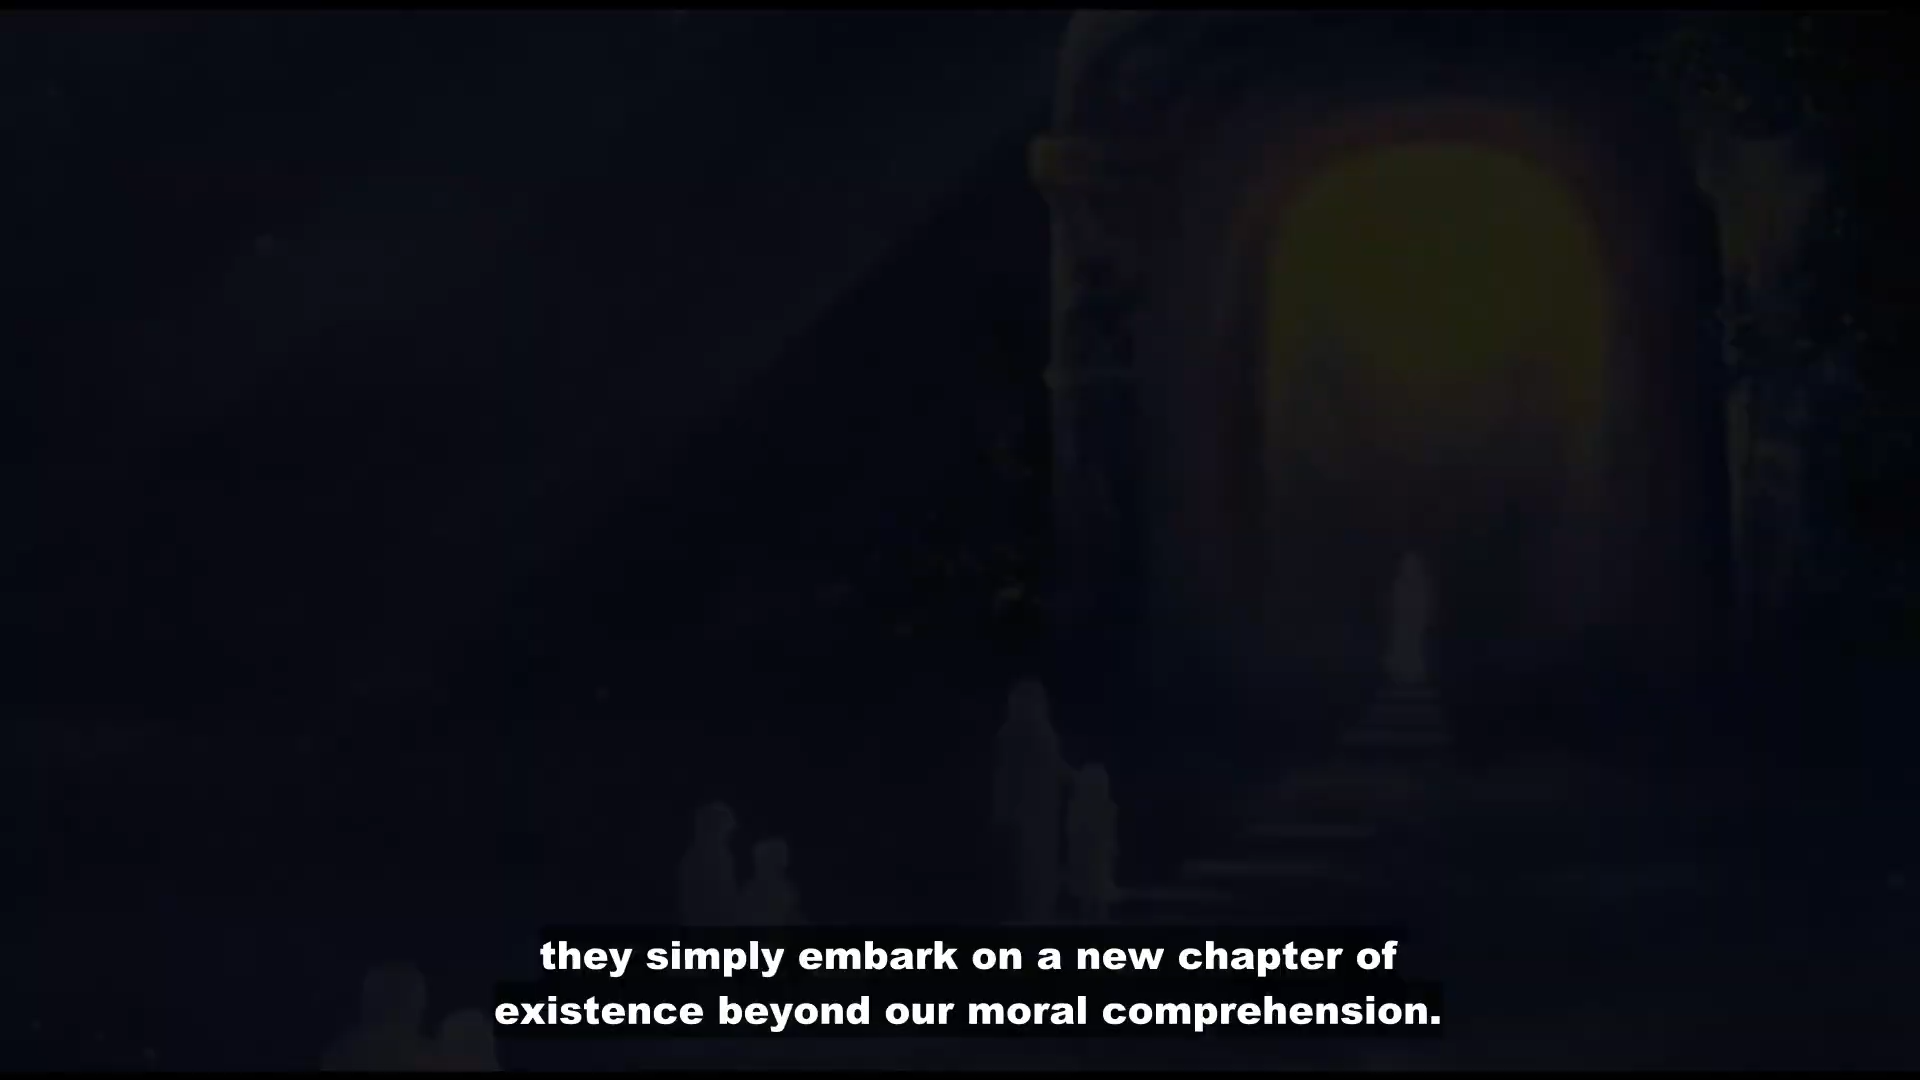 they simply embark on a new chapter of
existence beyond our moral comprehension.